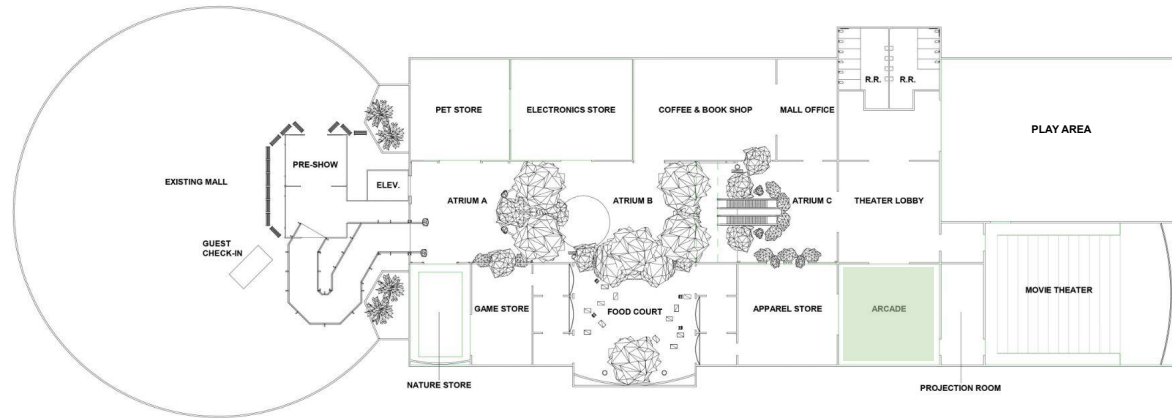 R.R.
R.R.
PET STORE
ELECTRONICS STORE
COFFEE & BOOK SHOP
MALL OFFICE
PLAY AREA
PRE-SHOW
EXISTING MALL
ELEV.
ATRIUM A
ATRIUM B
ATRIUM C
THEATER LOBBY
GUEST
CHECK-IN
GAME STORE
FOOD COURT
APPAREL STORE
ARCADE
MOVIE THEATER
NATURE STORE
PROJECTION ROOM